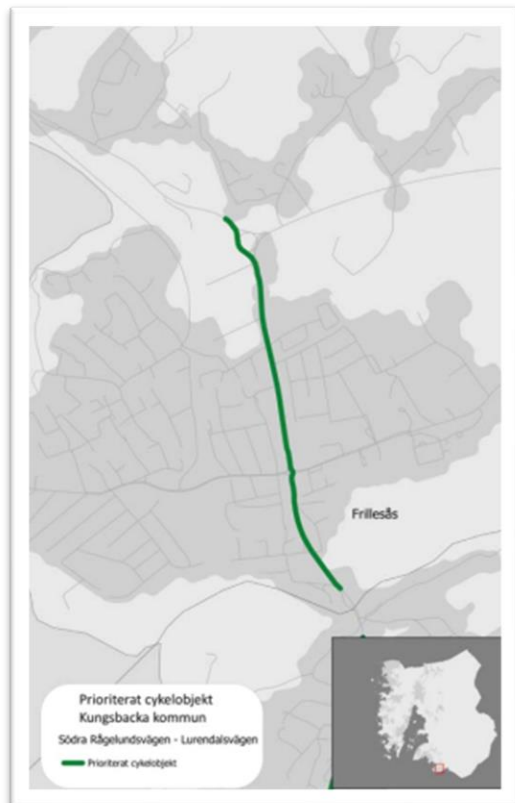 Frillesås
Prioriterat cykelobjekt
Kungsbacka kommun
Södra Rågelundsvägen - Lurendalsvägen
Prioriterat cykelobjekt